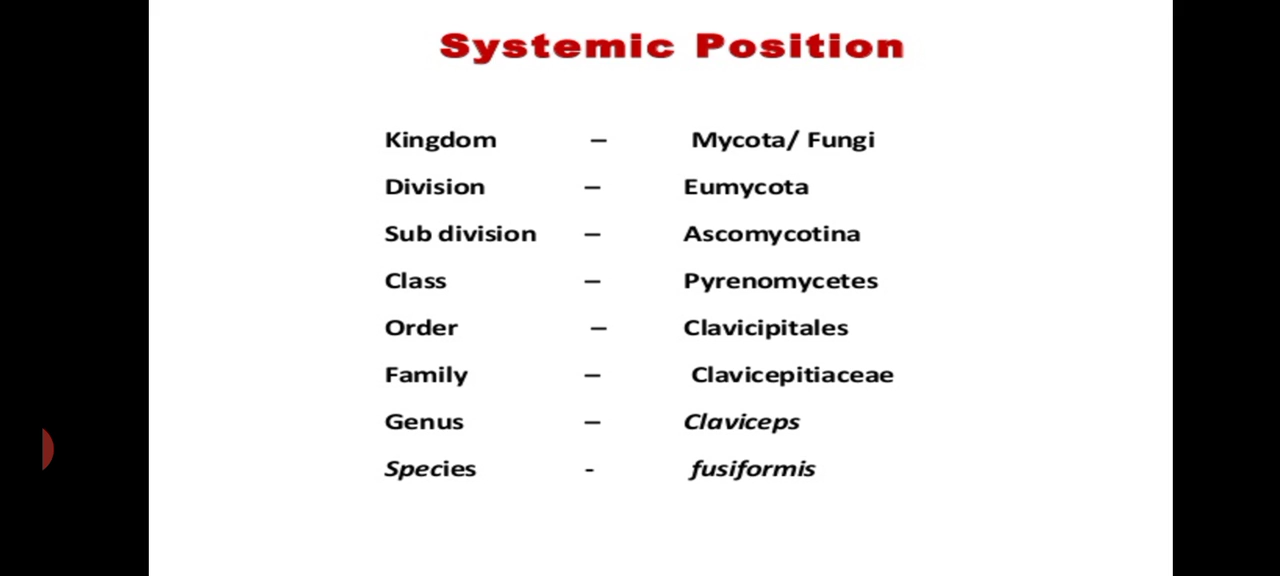 Systemic Position
Kingdom – Mycota/ Fungi
Division – Eumycota
Sub division – Ascomycotina
Class – Pyrenomycetes
Order – Clavicipitales
Family – Clavicepitiaceae
Genus – Claviceps
Species - fusiformis